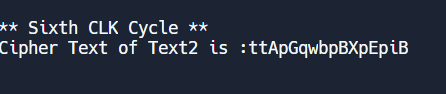 ** Sixth CLK Cycle **
Cipher Text of Text2 is :ttApGqwbpBXpEpiB